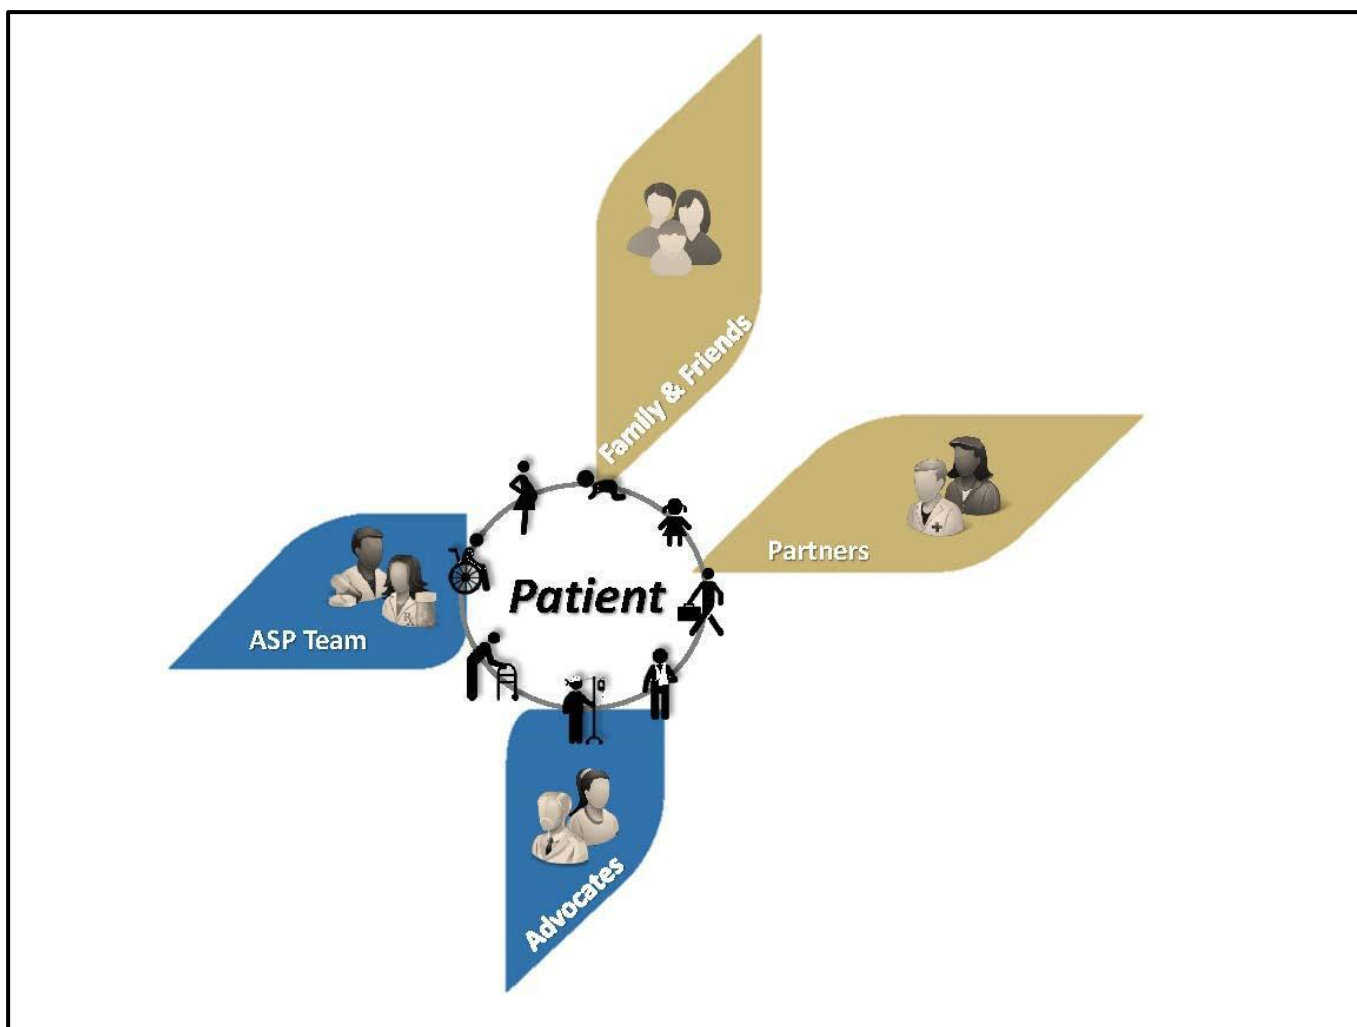 Family & Friends
Partners
Patient
ASP Team
Advocates